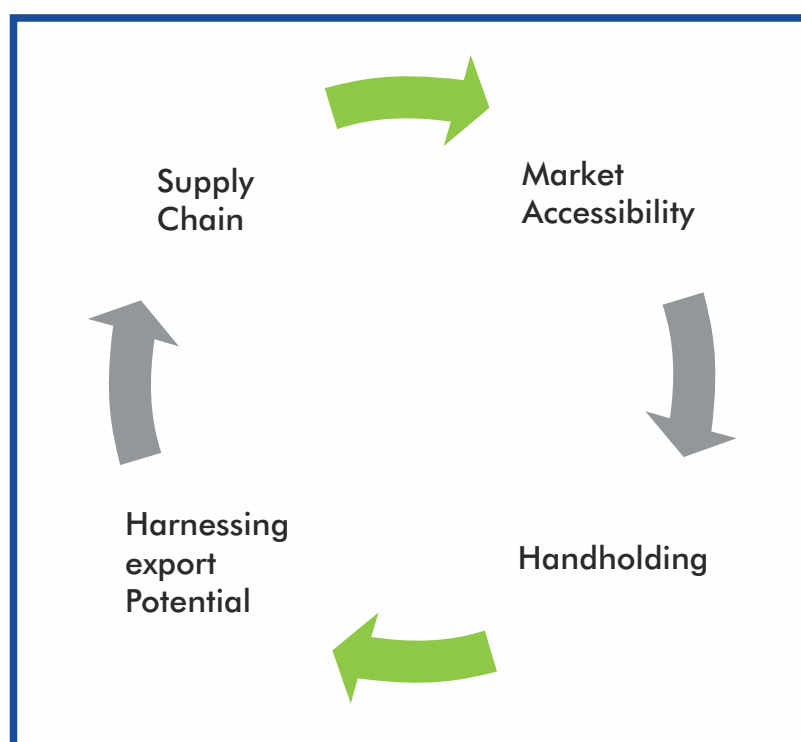 Supply
Chain
Market
Accessibility
Handholding
Harnessing
export
Potential